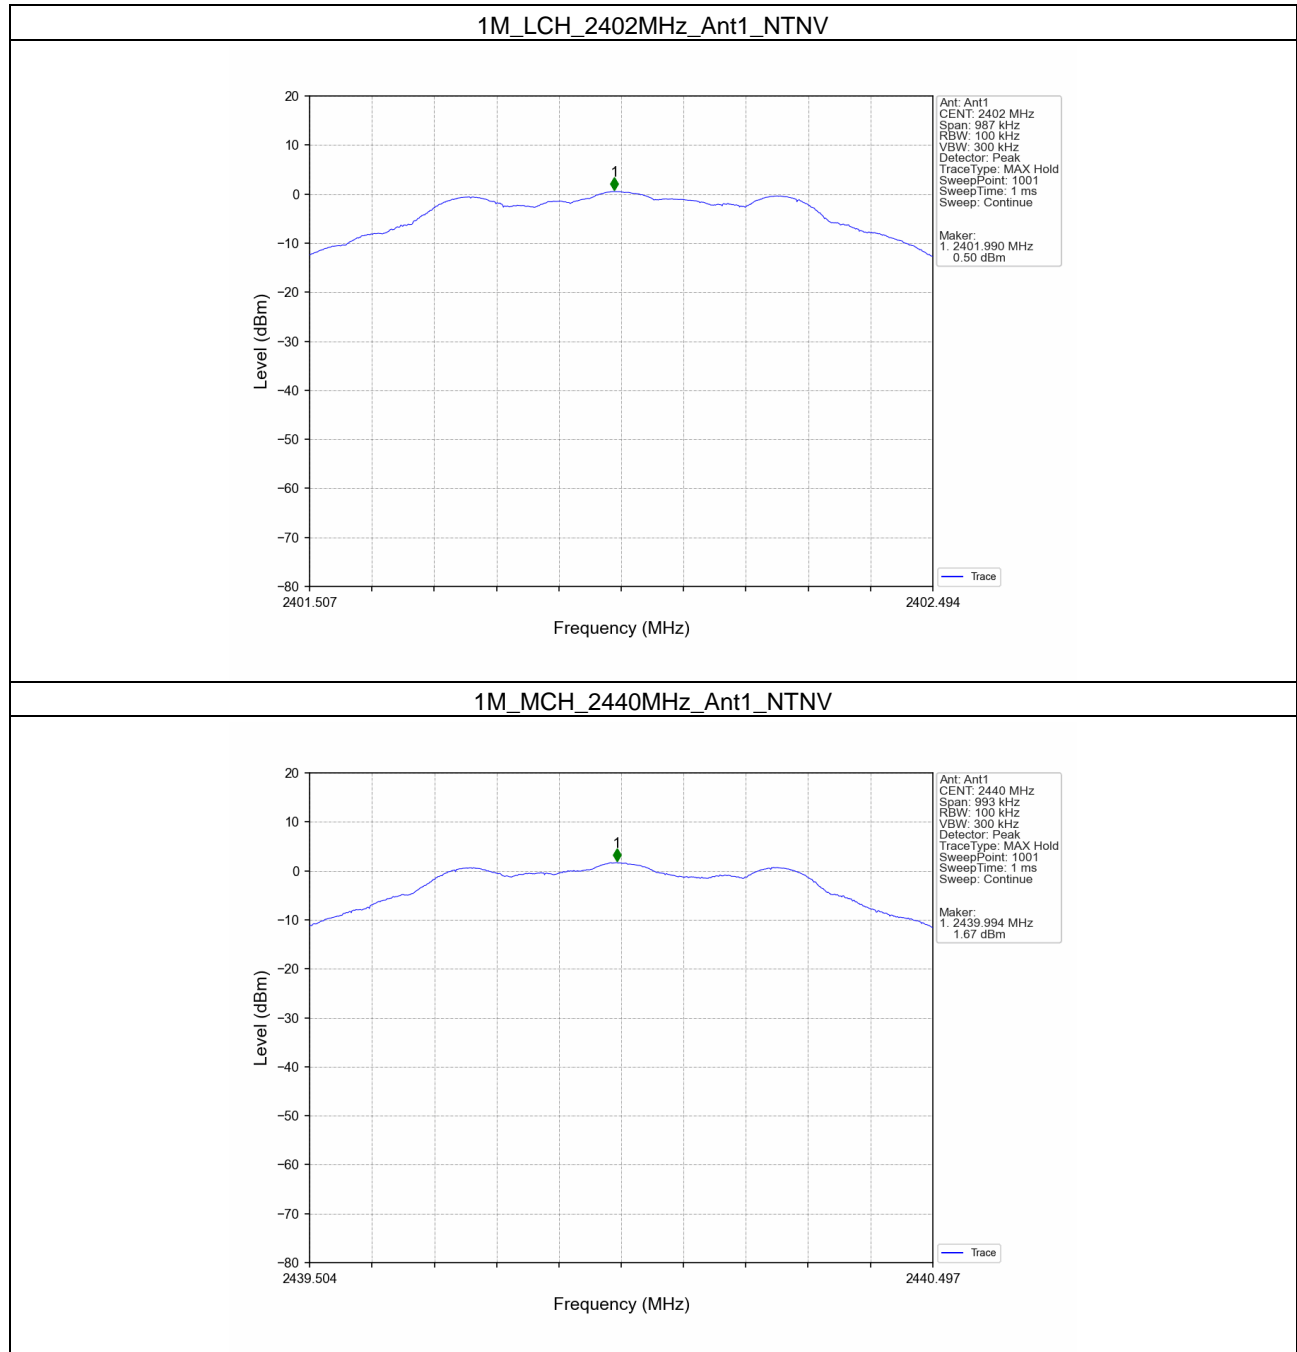 1M_LCH_2402MHz_Ant1_NTNV
20
10
0
−10
−20
−30
−40
−50
−60
−70
−80
Level (dBm)
1
2401.507
2402.494
Frequency (MHz)
Ant: Ant1
CENT: 2402 MHz
Span: 987 kHz
RBW: 100 kHz
VBW: 300 kHz
Detector: Peak
TraceType: MAX Hold
SweepPoint: 1001
SweepTime: 1 ms
Sweep: Continue
Maker:
1. 2401.990 MHz
0.50 dBm
Trace
1M_MCH_2440MHz_Ant1_NTNV
20
10
0
−10
−20
−30
−40
−50
−60
−70
−80
Level (dBm)
1
2439.504
2440.497
Frequency (MHz)
Ant: Ant1
CENT: 2440 MHz
Span: 993 kHz
RBW: 100 kHz
VBW: 300 kHz
Detector: Peak
TraceType: MAX Hold
SweepPoint: 1001
SweepTime: 1 ms
Sweep: Continue
Maker:
1. 2439.994 MHz
1.67 dBm
Trace